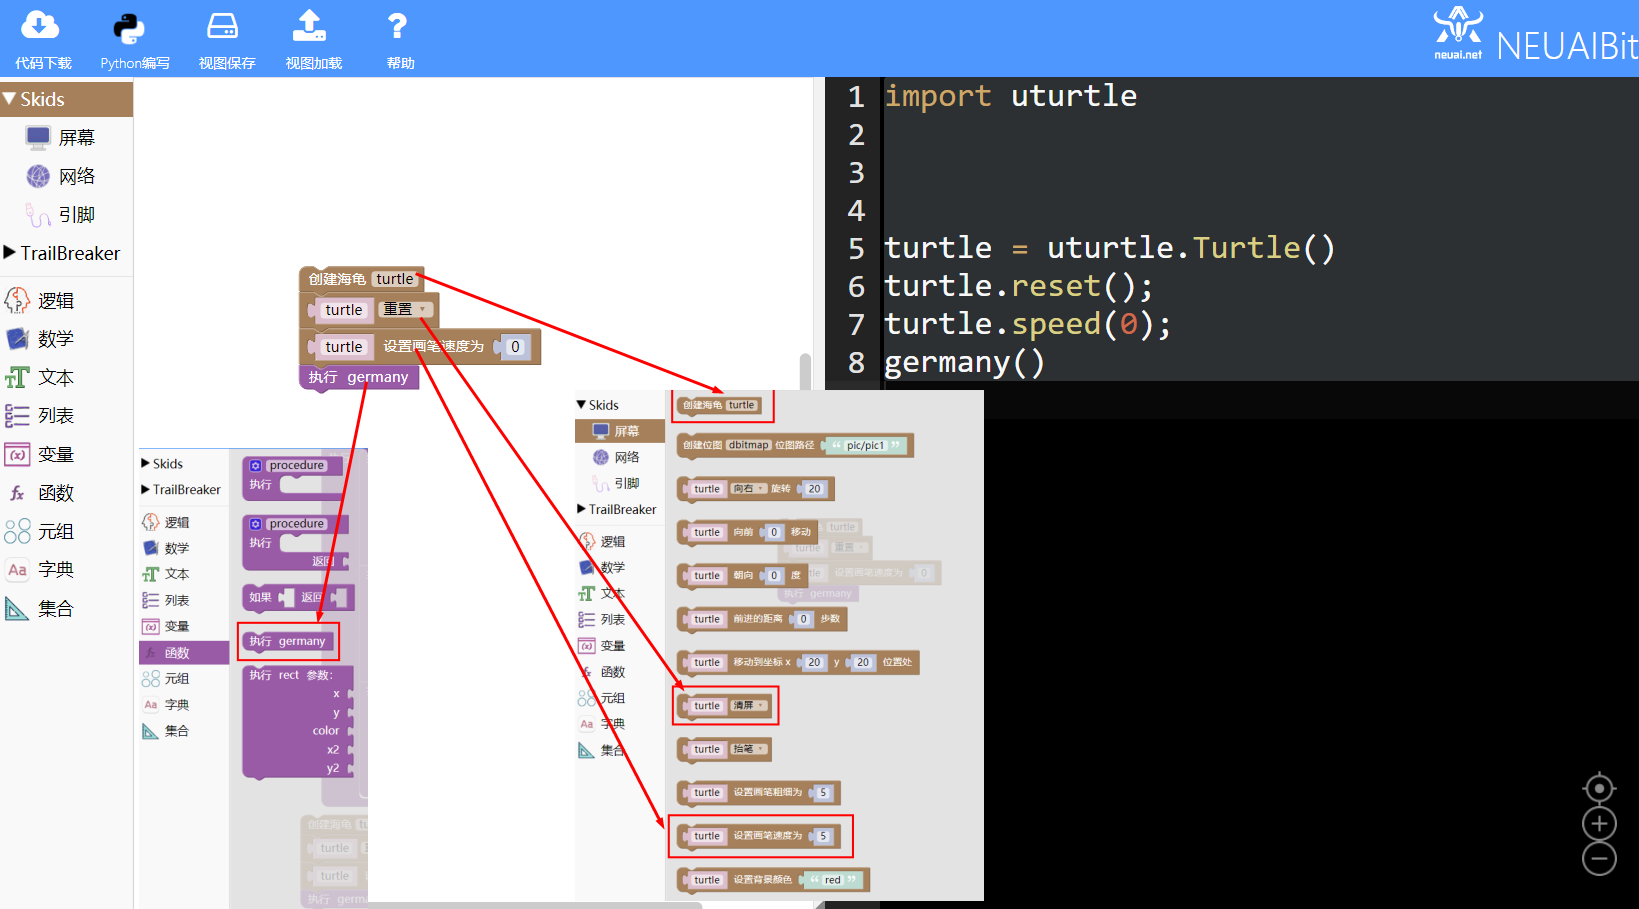 代码下载
Python编写
视图保存
视图加载
帮助
neuai.net
NEUAIBit
Skids
屏幕
网络
引脚
TrailBreaker
逻辑
数学
文本
列表
变量
函数
元组
字典
集合
创建海龟 turtle
turtle 重置
turtle 设置画笔速度为 0
执行 germany
1 import uturtle
2
3
4
5 turtle = uturtle.Turtle()
6 turtle.reset();
7 turtle.speed(0);
8 germany()
Skids
TrailBreaker
逻辑
数学
文本
列表
变量
函数
元组
字典
集合
procedure
执行
procedure
执行
返回
如果 返回
执行 germany
执行 rect 参数:
x
y
color
x2
y2
创建海龟
turtle
turtle
执行
Skids
屏幕
网络
引脚
TrailBreaker
逻辑
数学
文本
列表
变量
函数
元组
字典
集合
创建海龟 turtle
创建位图 dbitmap 位图路径 “ pic/pic1 ”
turtle 向右 旋转 20
turtle 向前 0 移动
turtle 朝向 0 度
turtle 前进的距离 0 步数
turtle 移动到坐标 x 20 y 20 位置处
turtle 清屏
turtle 抬笔
turtle 设置画笔粗细为 5
turtle 设置画笔速度为 5
turtle 设置背景颜色 “ red ”
turtle
turtle 重置
设置画笔速度为 0
执行 germany